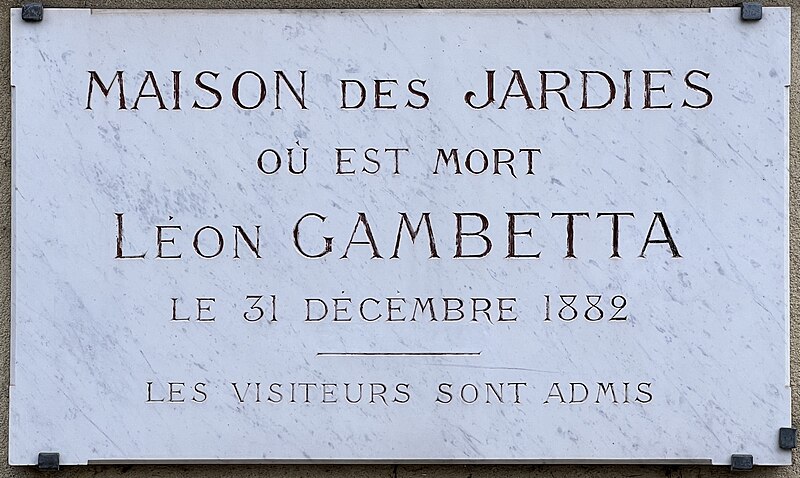 MAISON DES JARDIES
OÙ EST MORT
LÉON GAMBETTA
LE 31 DÉCEMBRE 1882
LES VISITEURS SONT ADMIS